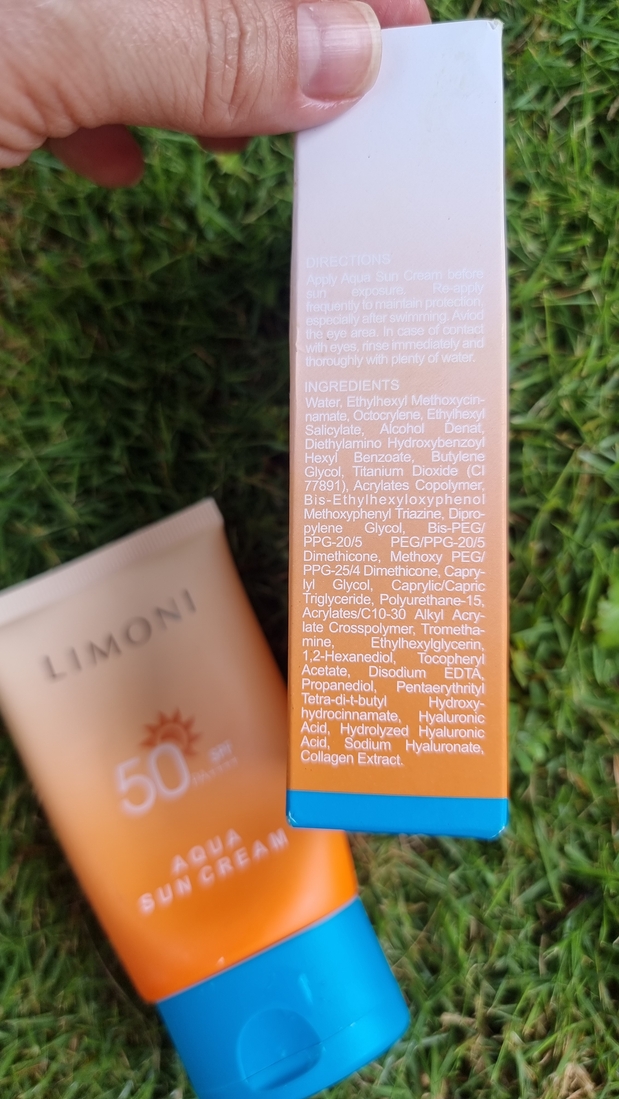 DIRECTIONS
Apply Aqua Sun Cream before
sun exposure Re-apply
frequently to maintain protection,
especially after swimming. Aviod
the eye area. In case of contact
with eyes, rinse immediately and
thoroughly with plenty of water.
INGREDIENTS
Water, Ethylhexyl Methoxycin-
namate, Octocrylene, Ethylhexyl
Salicylate, Alcohol Denat,
Diethylamino Hydroxybenzoyl
Hexyl Benzoate, Butylene
Glycol, Titanium Dioxide (CI
77891), Acrylates Copolymer,
Bis-Ethylhexyloxyphenol
Methoxyphenyl Triazine, Dipro-
pylene Glycol, Bis-PEG/
PPG-20/5 PEG/PPG-20/5
Dimethicone, Methoxy PEG/
PPG-25/4 Dimethicone, Capry-
lyl Glycol, Caprylic/Capric
Triglyceride, Polyurethane-15,
Acrylates/C10-30 Alkyl Acry-
late Crosspolymer, Trometha-
mine, Ethylhexylglycerin,
1,2-Hexanediol, Tocopheryl
Acetate, Disodium EDTA,
Propanediol, Pentaerythrityl
Tetra-di-t-butyl Hydroxy-
hydrocinnamate, Hyaluronic
Acid, Hydrolyzed Hyaluronic
Acid, Sodium Hyaluronate,
Collagen Extract.
LIMONI
50 SPF
PA++++
AQUA
SUN CREAM